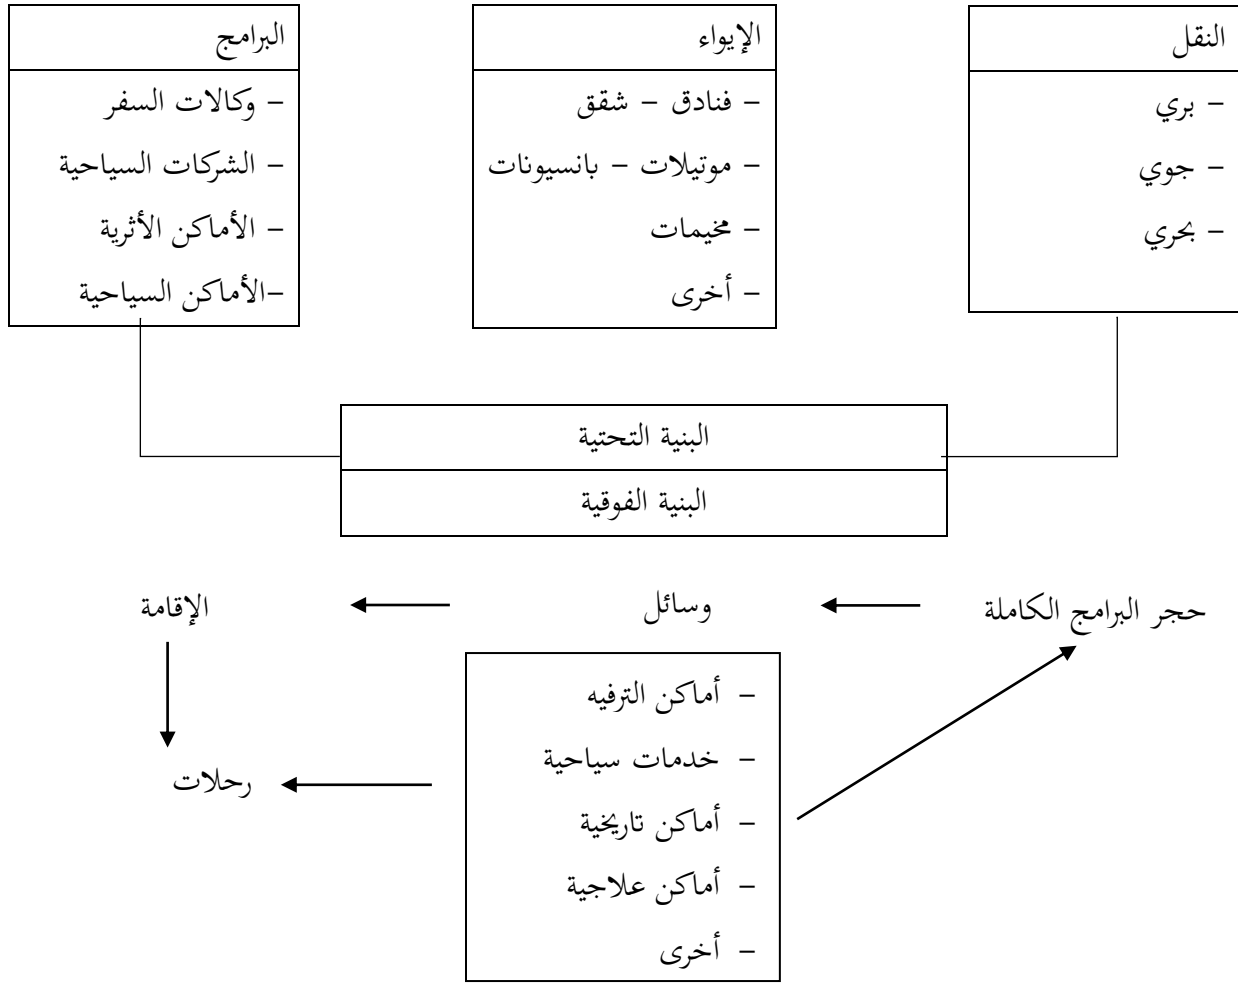 النقل
- بري
- جوي
- بحري
الإيواء
- فنادق - شقق
- موتيلات - بانسيونات
- مخيمات
- أخرى
البرامج
- وكالات السفر
- الشركات السياحية
- الأماكن الأثرية
-الأماكن السياحية
البنية التحتية
البنية الفوقية
حجر البرامج الكاملة
وسائل
الإقامة
- أماكن الترفيه
- خدمات سياحية
- أماكن تاريخية
- أماكن علاجية
- أخرى
رحلات